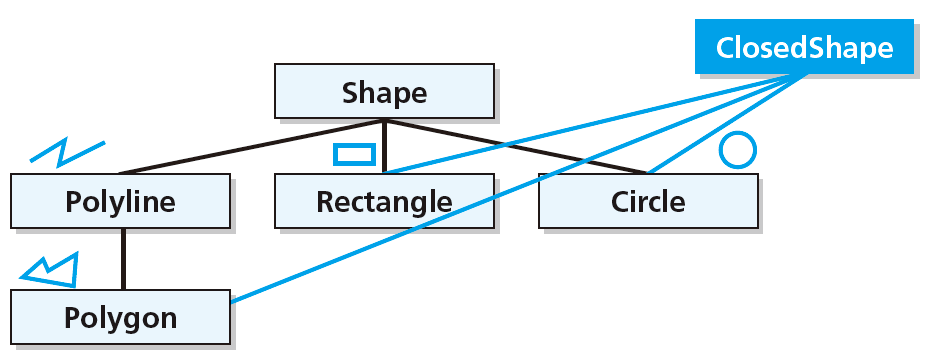 ClosedShape
Shape
Polyline
Rectangle
Circle
Polygon